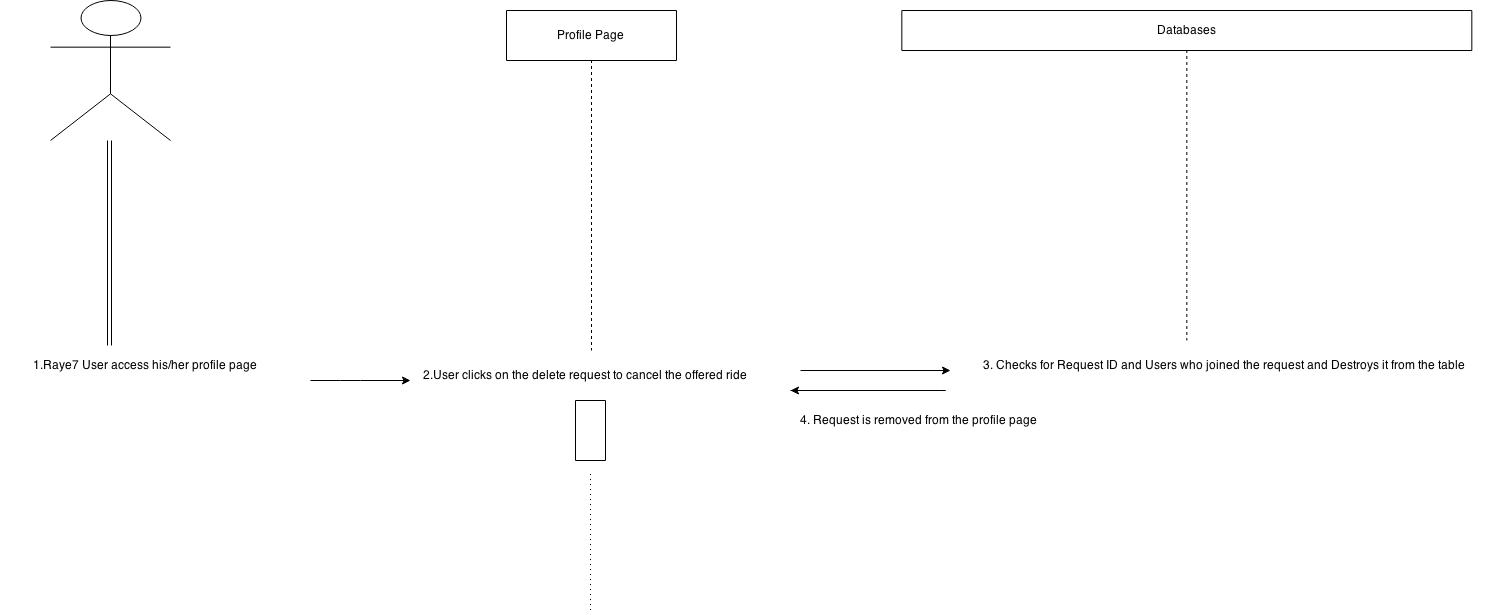 Profile Page
Databases
1.Raye7 User access his/her profile page
2.User clicks on the delete request to cancel the offered ride
3. Checks for Request ID and Users who joined the request and Destroys it from the table
4. Request is removed from the profile page